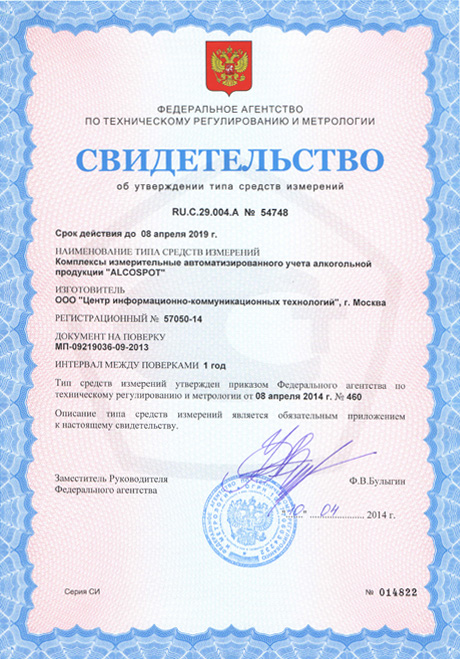 ФЕДЕРАЛЬНОЕ АГЕНТСТВО
ПО ТЕХНИЧЕСКОМУ РЕГУЛИРОВАНИЮ И МЕТРОЛОГИИ
СВИДЕТЕЛЬСТВО
об утверждении типа средств измерений
RU.C.29.004.A № 54748
Срок действия до 08 апреля 2019 г.
НАИМЕНОВАНИЕ ТИПА СРЕДСТВ ИЗМЕРЕНИЙ
Комплексы измерительные автоматизированного учета алкогольной
продукции "ALCOSPOT"
ИЗГОТОВИТЕЛЬ
ООО "Центр информационно-коммуникационных технологий", г. Москва
РЕГИСТРАЦИОННЫЙ № 57050-14
ДОКУМЕНТ НА ПОВЕРКУ
МП-09219036-09-2013
ИНТЕРВАЛ МЕЖДУ ПОВЕРКАМИ 1 год
Тип средств измерений утвержден приказом Федерального агентства по
техническому регулированию и метрологии от 08 апреля 2014 г. № 460
Описание типа средств измерений является обязательным приложением
к настоящему свидетельству.
Заместитель Руководителя
Федерального агентства
Ф.В.Булыгин
"10" 04 2014 г.
Серия СИ
№ 014822